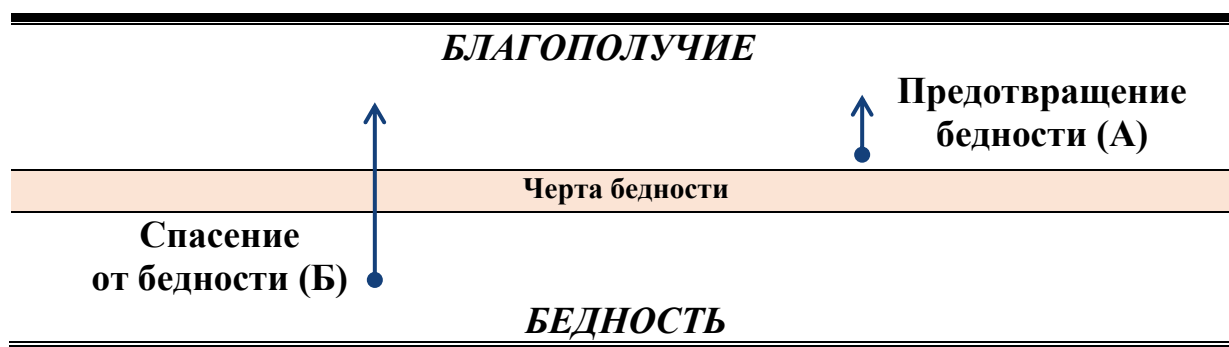 БЛАГОПОЛУЧИЕ
Предотвращение
бедности (А)
Черта бедности
Спасение
от бедности (Б)
БЕДНОСТЬ